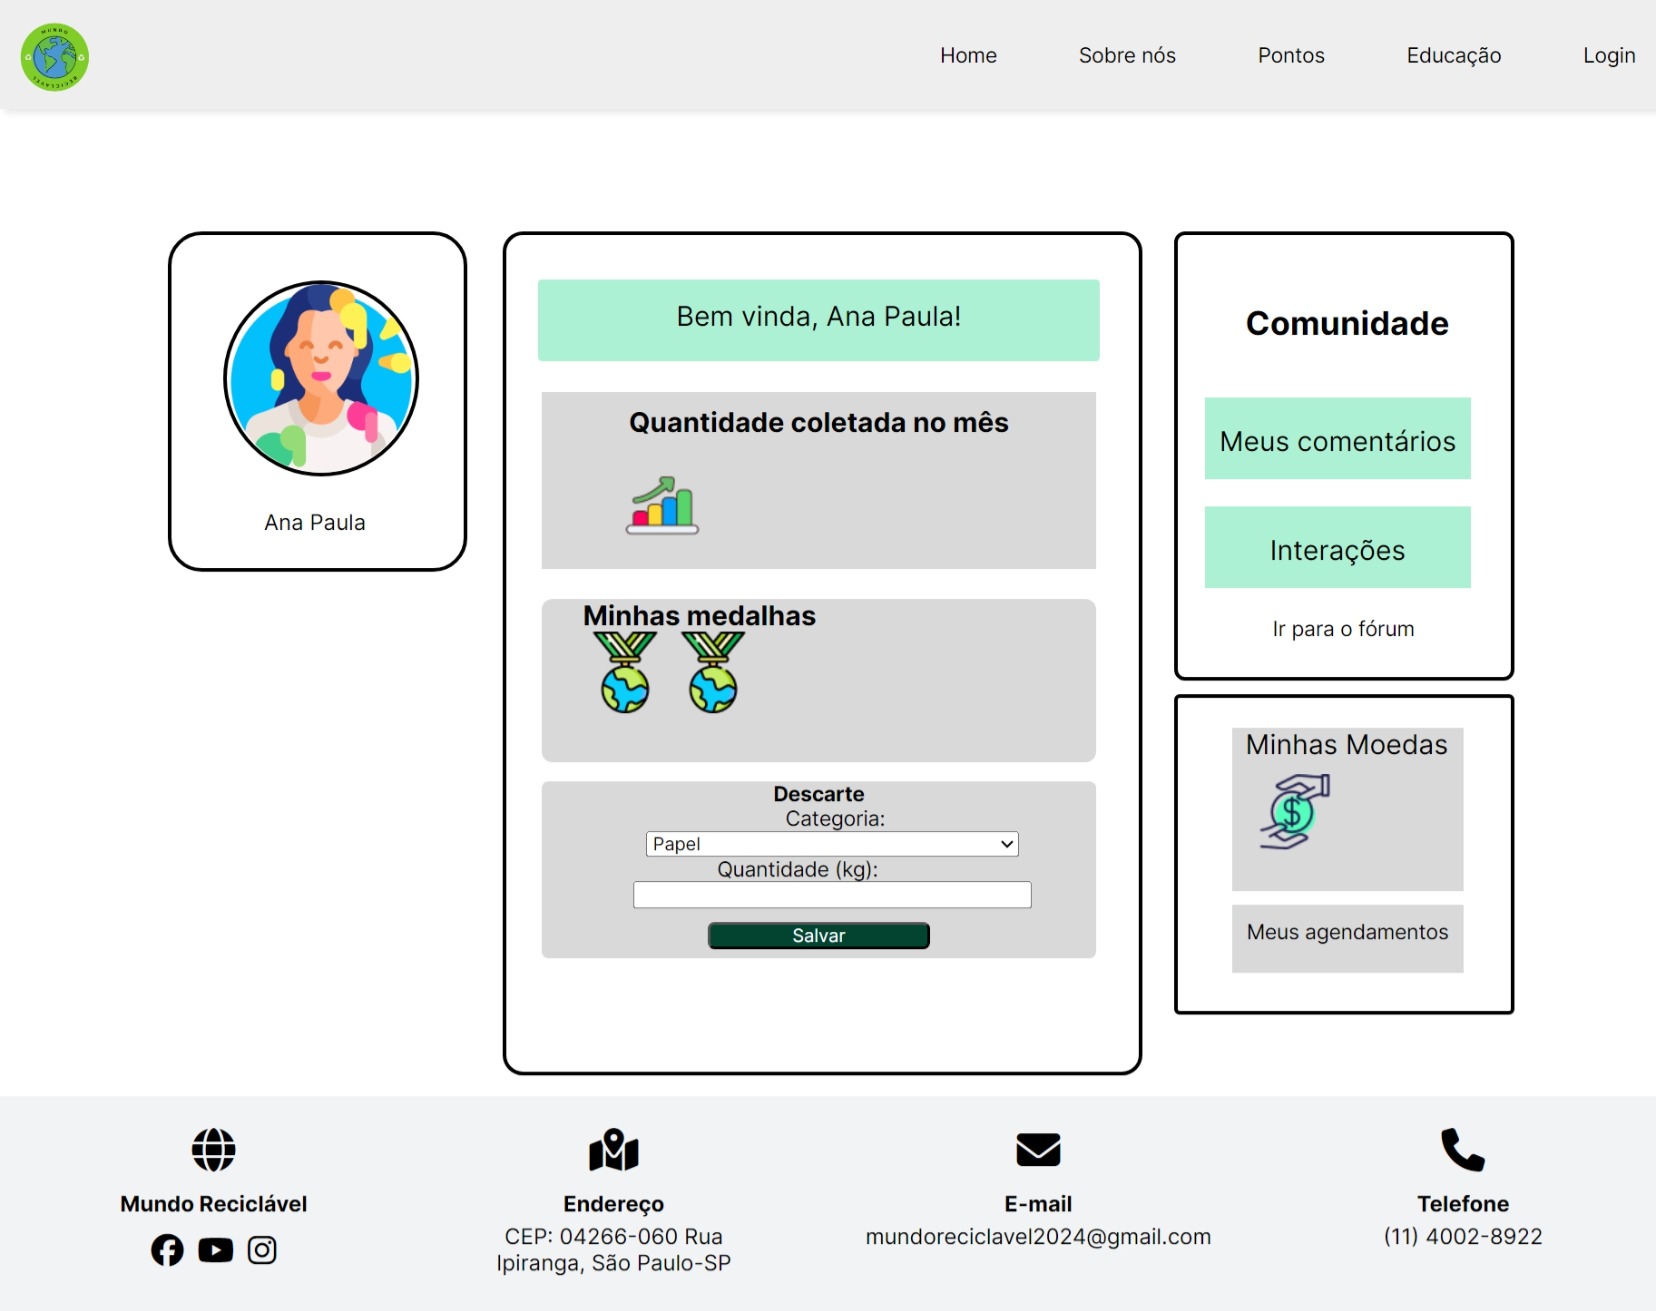 MUNDO
RECICLÁVEL
Home
Sobre nós
Pontos
Educação
Login
Ana Paula
Bem vinda, Ana Paula!
Quantidade coletada no mês
Minhas medalhas
Descarte
Categoria:
Papel
Quantidade (kg):
Salvar
Comunidade
Meus comentários
Interações
Ir para o fórum
Minhas Moedas
$
Meus agendamentos
Mundo Reciclável
Endereço
CEP: 04266-060 Rua
Ipiranga, São Paulo-SP
E-mail
mundoreciclavel2024@gmail.com
Telefone
(11) 4002-8922